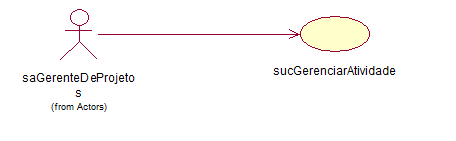 saGerenteDeProjeto
s
(from Actors)
sucGerenciarAtividade